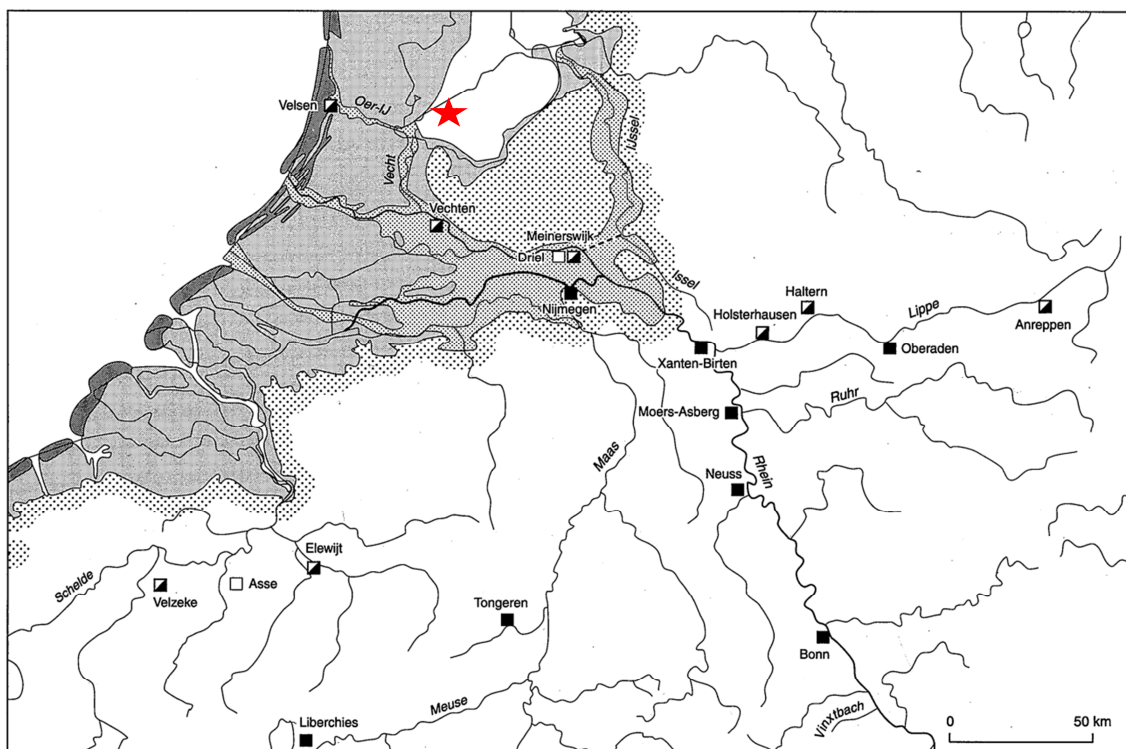 Velsen
Oer-IJ
IJssel
Vecht
Vechten
Meinerswijk
Driel
Issel
Nijmegen
Haltern
Holsterhausen
Lippe
Anreppen
Xanten-Birten
Oberaden
Ruhr
Moers-Asberg
Maas
Rhein
Neuss
Elewijt
Schelde
Velzeke
Asse
Tongeren
Bonn
Meuse
Vinxtbach
Liberchies
0 50 km